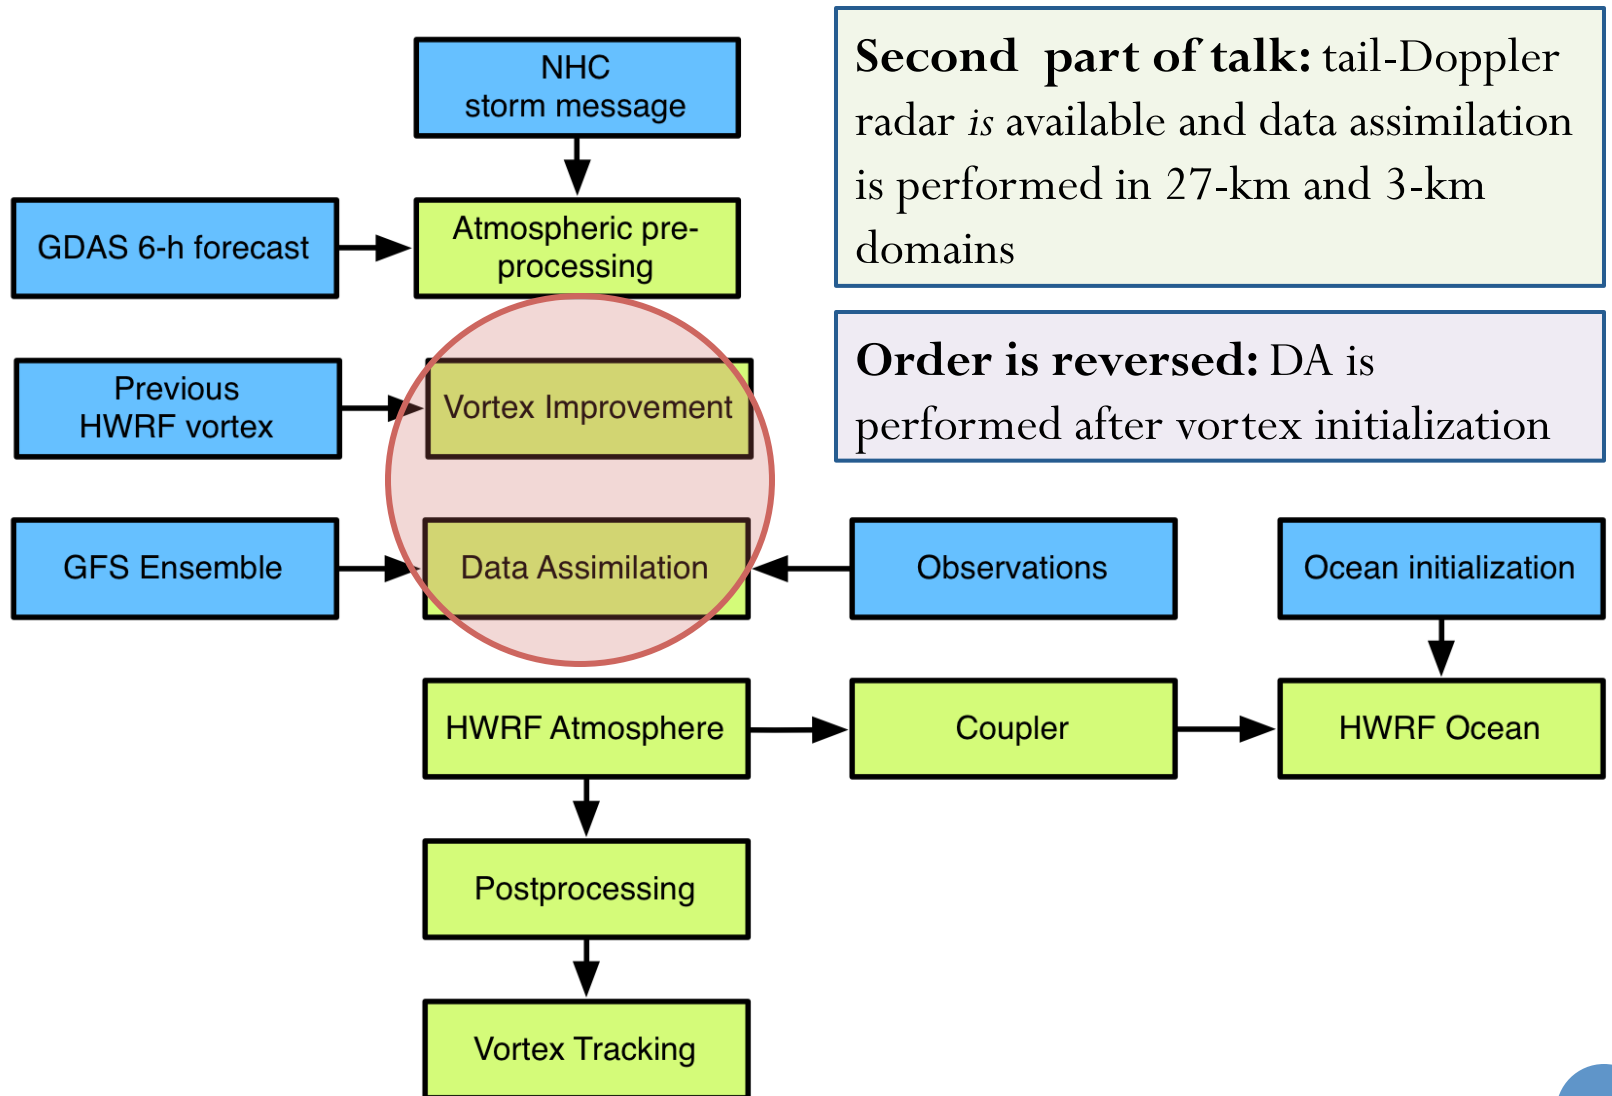 NHC
storm message
Second part of talk: tail-Doppler
radar is available and data assimilation
is performed in 27-km and 3-km
domains
GDAS 6-h forecast
Atmospheric pre-
processing
Order is reversed: DA is
performed after vortex initialization
Previous
HWRF vortex
Vortex Improvement
GFS Ensemble
Data Assimilation
Observations
Ocean initialization
HWRF Atmosphere
Coupler
HWRF Ocean
Postprocessing
Vortex Tracking